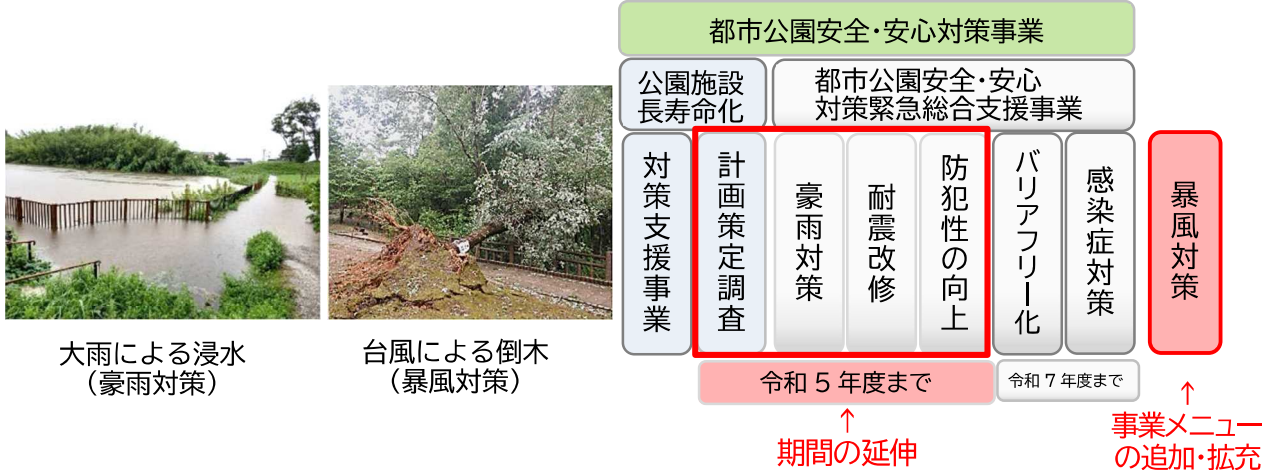 都市公園安全・安心対策事業
公園施設
長寿命化
都市公園安全・安心
対策緊急総合支援事業
対策支援事業
計画策定調査
豪雨対策
耐震改修
防犯性の向上
バリアフリー化
感染症対策
暴風対策
大雨による浸水
（豪雨対策）
台風による倒木
（暴風対策）
令和５年度まで
令和７年度まで
↑
期間の延伸
↑
事業メニュー
の追加・拡充